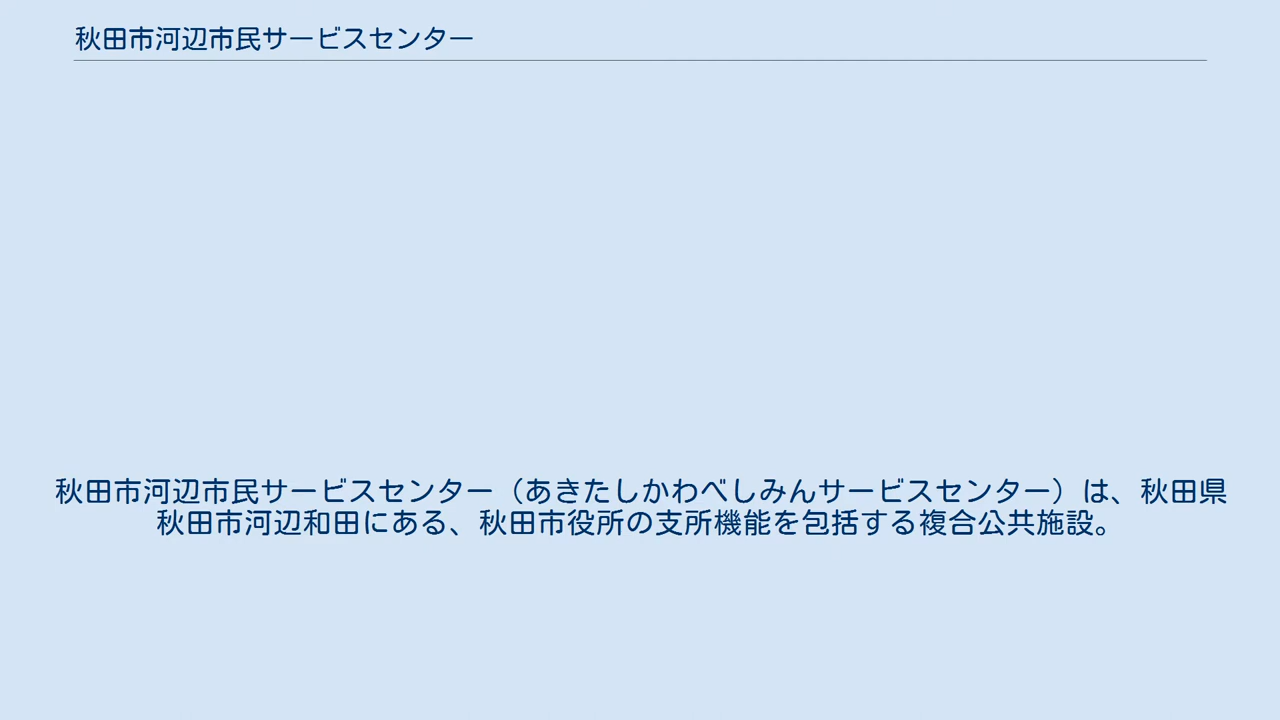 秋田市河辺市民サービスセンター
秋田市河辺市民サービスセンター（あきたしかわべしみんサービスセンター）は、秋田県
秋田市河辺和田にある、秋田市役所の支所機能を包括する複合公共施設。